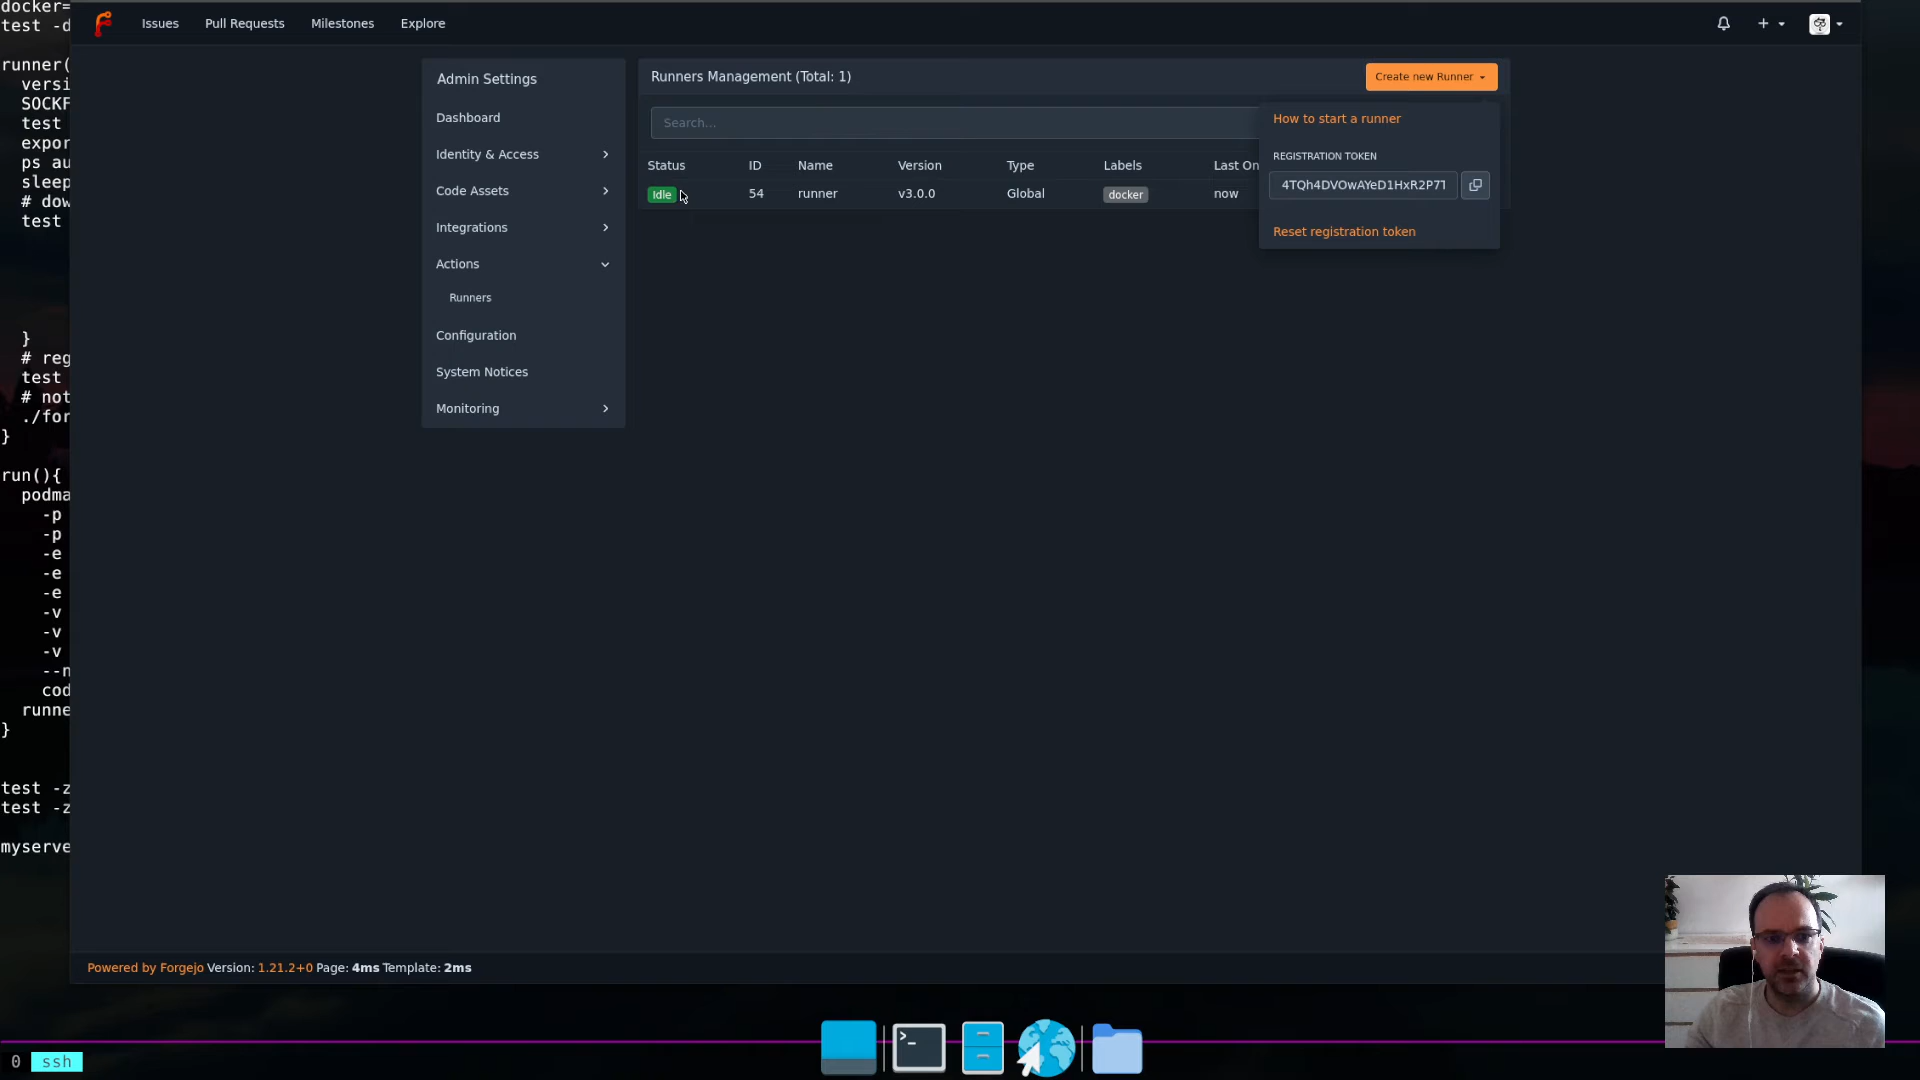 docker=
test -d
runner(
versi
SOCKF
test
expor
ps au
sleep
# dow
test
}
# reg
test
# not
./for
}
run(){
podma
-p
-p
-e
-e
-e
-v
-v
-v
--n
cod
runne
}
test -z
test -z
myserve
0 ssh
Issues Pull Requests Milestones Explore
Admin Settings
Dashboard
Identity & Access
Code Assets
Integrations
Actions
Runners
Configuration
System Notices
Monitoring
Runners Management (Total: 1)
Create new Runner
Search...
Status ID Name Version Type Labels Last On
Idle 54 runner v3.0.0 Global docker now
How to start a runner
REGISTRATION TOKEN
4TQh4DVOwAYeD1HxR2P7T
Reset registration token
Powered by Forgejo Version: 1.21.2+0 Page: 4ms Template: 2ms